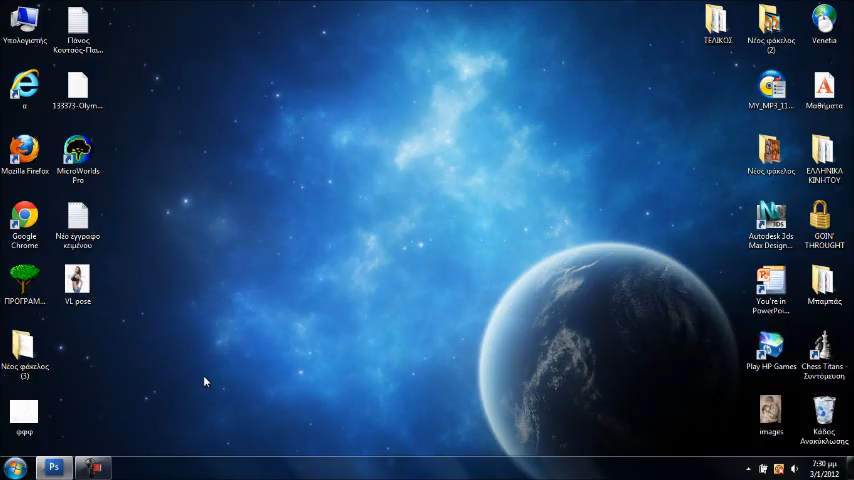 Υπολογιστής
Πάνος
Κουτσός-Παι...
α
133373-Olym...
Mozilla Firefox
MicroWorlds
Pro
Google
Chrome
Νέο έγγραφο
κειμένου
ΠΡΟΓΡΑΜ...
VL pose
Νέος φάκελος
(3)
φφφ
ΤΕΛΙΚΟΣ
Νέος φάκελος
(2)
Venetia
MY_MP3_11...
Μαθήματα
Νέος φάκελος
ΕΛΛΗΝΙΚΑ
ΚΙΝΗΤΟΥ
Autodesk 3ds
Max Design...
GOIN'
THROUGHT
You're in
PowerPoi...
Μπαμπάς
Play HP Games
Chess Titans -
Συντόμευση
images
Κάδος
Ανακύκλωσης
Ps
7:30 μμ
3/1/2012